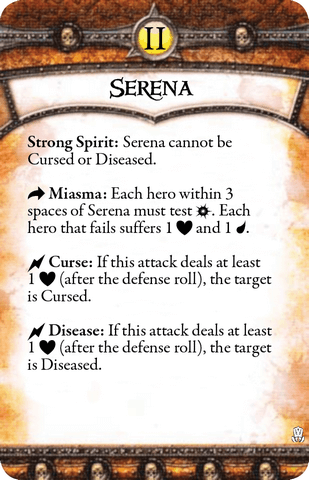 II
SERENA
Strong Spirit: Serena cannot be
Cursed or Diseased.
Miasma: Each hero within 3
spaces of Serena must test . Each
hero that fails suffers 1 and 1 .
Curse: If this attack deals at least
1 (after the defense roll), the target
is Cursed.
Disease: If this attack deals at least
1 (after the defense roll), the target
is Diseased.